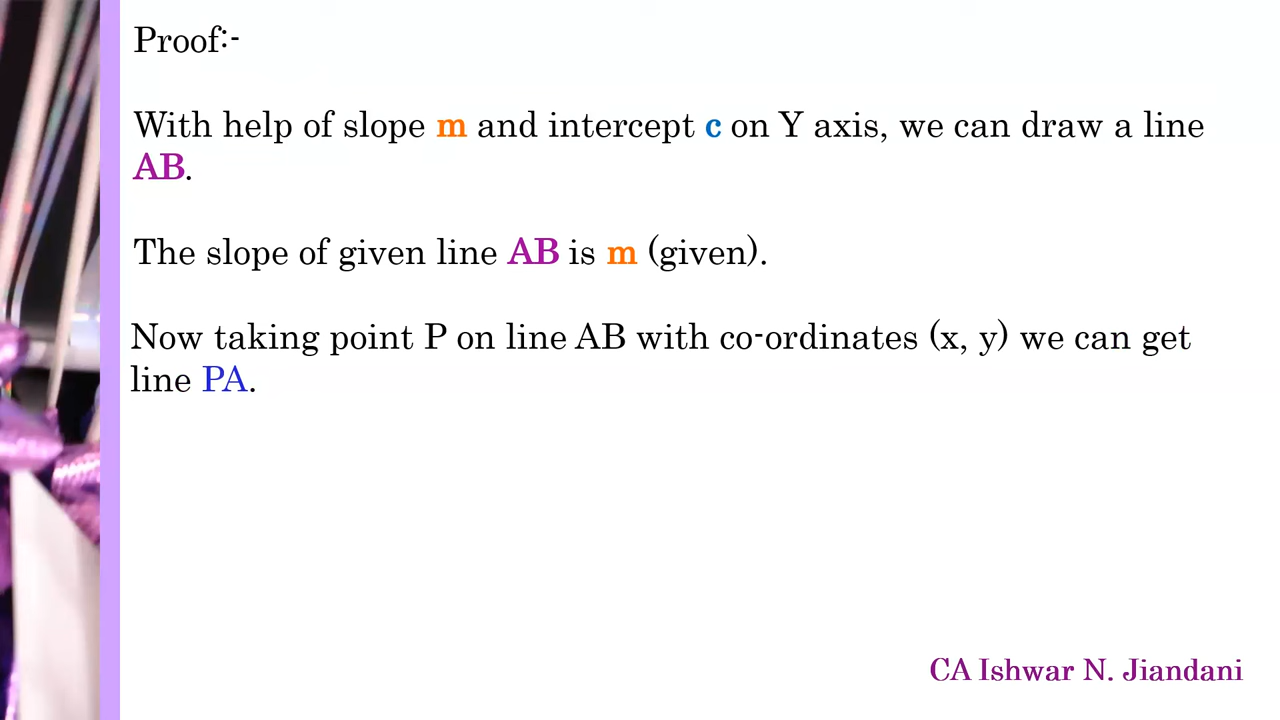 Proof:-
With help of slope m and intercept c on Y axis, we can draw a line
AB.
The slope of given line AB is m (given).
Now taking point P on line AB with co-ordinates (x, y) we can get
line PA.
CA Ishwar N. Jiandani